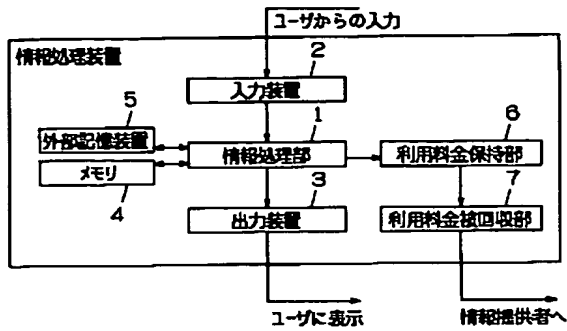 ユーザからの入力
情報処理装置
2
入力装置
5
1
6
外部記憶装置
情報処理部
利用料金保持部
メモリ
4
3
7
出力装置
利用料金被回収部
ユーザに表示
情報提供者へ